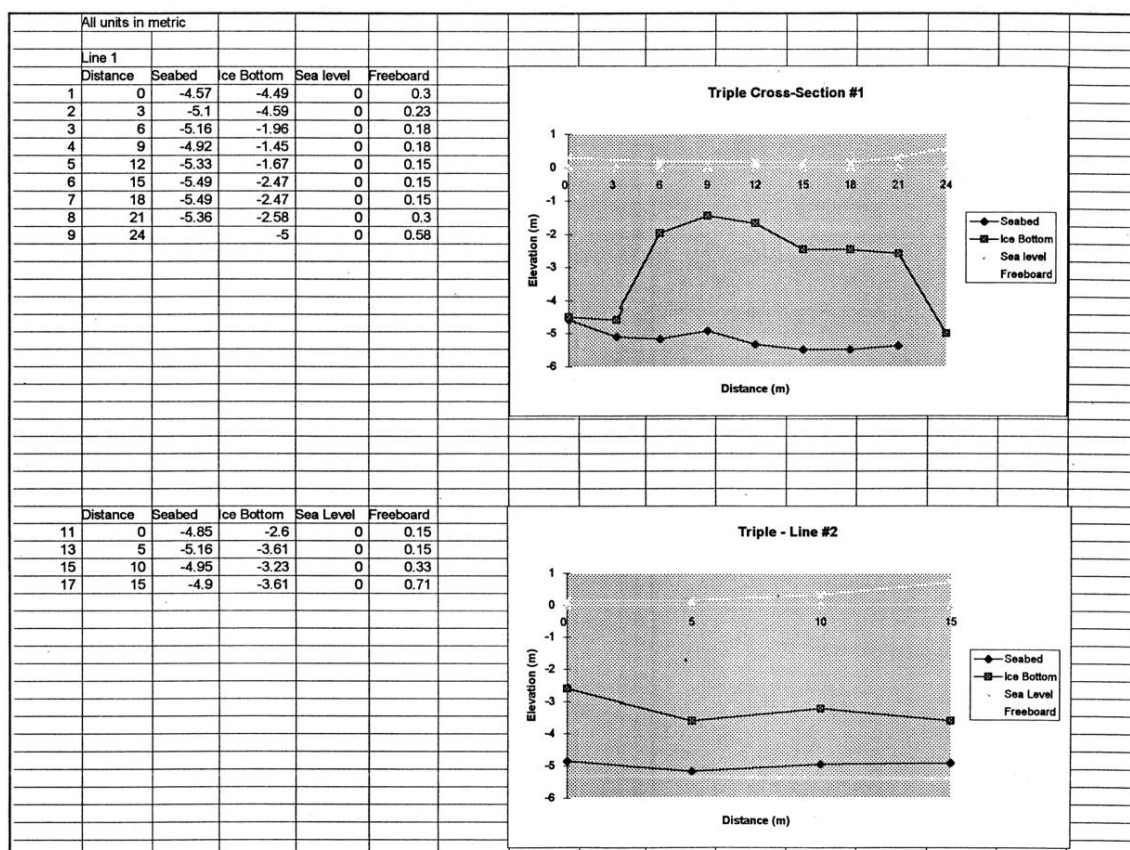 All units in metric
Line 1
Distance Seabed Ice Bottom Sea level Freeboard
1 0 -4.57 -4.49 0 0.3
2 3 -5.1 -4.59 0 0.23
3 6 -5.16 -1.96 0 0.18
4 9 -4.92 -1.45 0 0.18
5 12 -5.33 -1.67 0 0.15
6 15 -5.49 -2.47 0 0.15
7 18 -5.49 -2.47 0 0.15
8 21 -5.36 -2.58 0 0.3
9 24 -5 0 0.58
Triple Cross-Section #1
Elevation (m)
1
0
-1
-2
-3
-4
-5
-6
0 3 6 9 12 15 18 21 24
Distance (m)
Seabed
Ice Bottom
Sea level
Freeboard
Distance Seabed Ice Bottom Sea Level Freeboard
11 0 -4.85 -2.6 0 0.15
13 5 -5.16 -3.61 0 0.15
15 10 -4.95 -3.23 0 0.33
17 15 -4.9 -3.61 0 0.71
Triple - Line #2
Elevation (m)
1
0
-1
-2
-3
-4
-5
-6
0 5 10 15
Distance (m)
Seabed
Ice Bottom
Sea Level
Freeboard